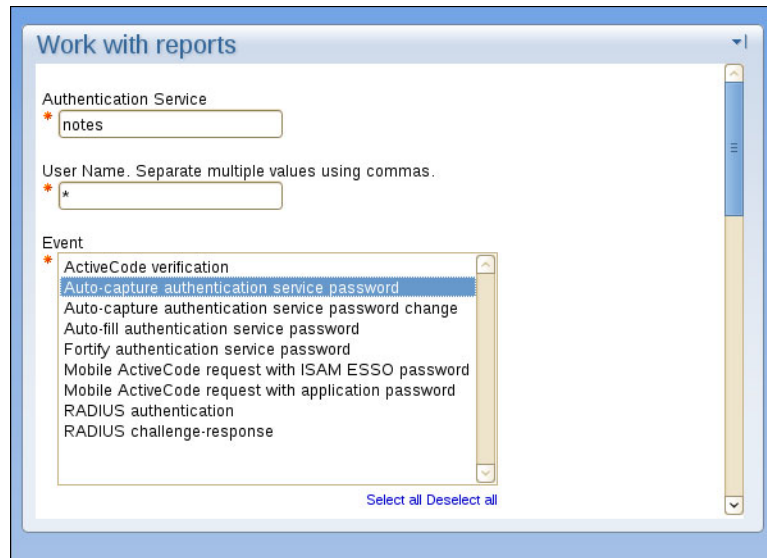 Work with reports
Authentication Service
* notes
User Name. Separate multiple values using commas.
* *
Event
* ActiveCode verification
Auto-capture authentication service password
Auto-capture authentication service password change
Auto-fill authentication service password
Fortify authentication service password
Mobile ActiveCode request with ISAM ESSO password
Mobile ActiveCode request with application password
RADIUS authentication
RADIUS challenge-response
Select all Deselect all